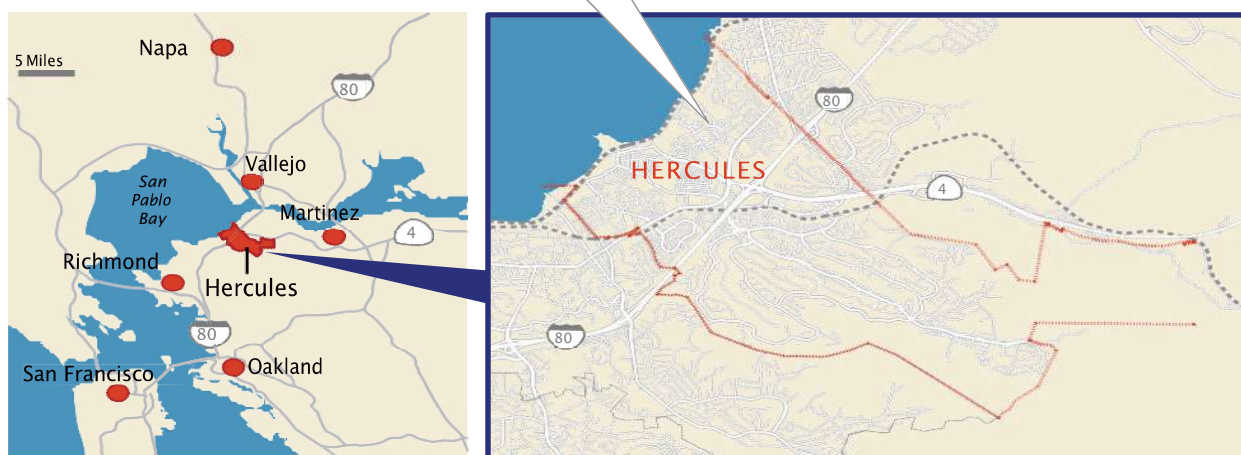 Napa
5 Miles
80
Vallejo
San
Pablo
Bay
Martinez
4
Richmond
Hercules
80
Oakland
San Francisco
80
HERCULES
4
80